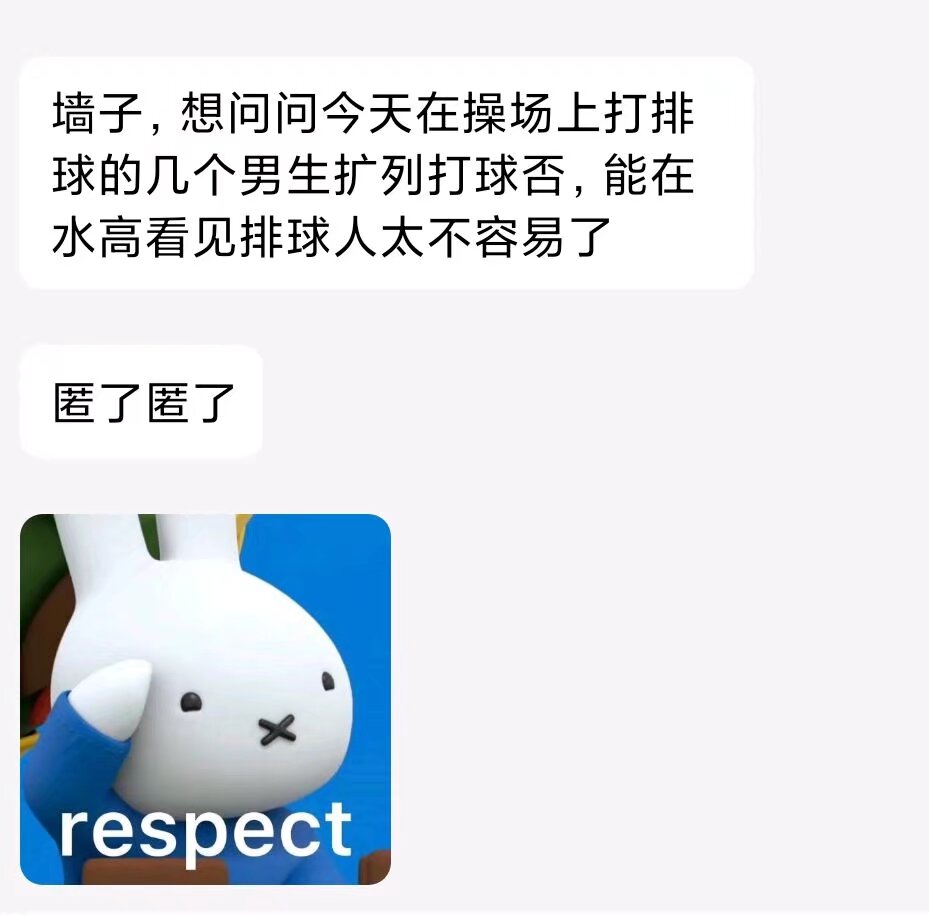 墙子，想问问今天在操场上打排
球的几个男生扩列打球否，能在
水高看见排球人太不容易了
匿了匿了
respect